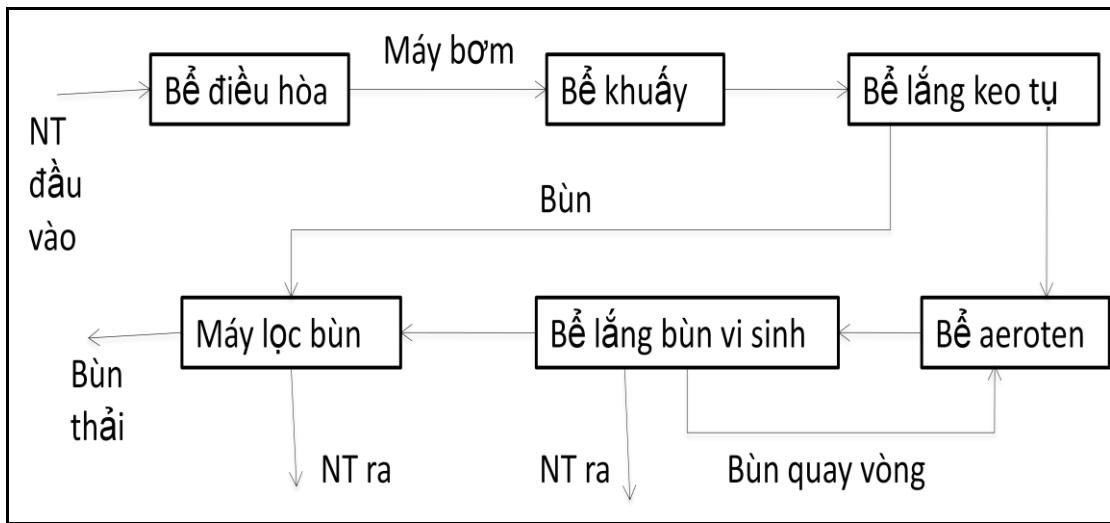 Máy bơm
Bể điều hòa
Bể khuấy
Bể lắng keo tụ
NT
đầu
vào
Bùn
Máy lọc bùn
Bể lắng bùn vi sinh
Bể aeroten
Bùn
thải
NT ra
NT ra
Bùn quay vòng